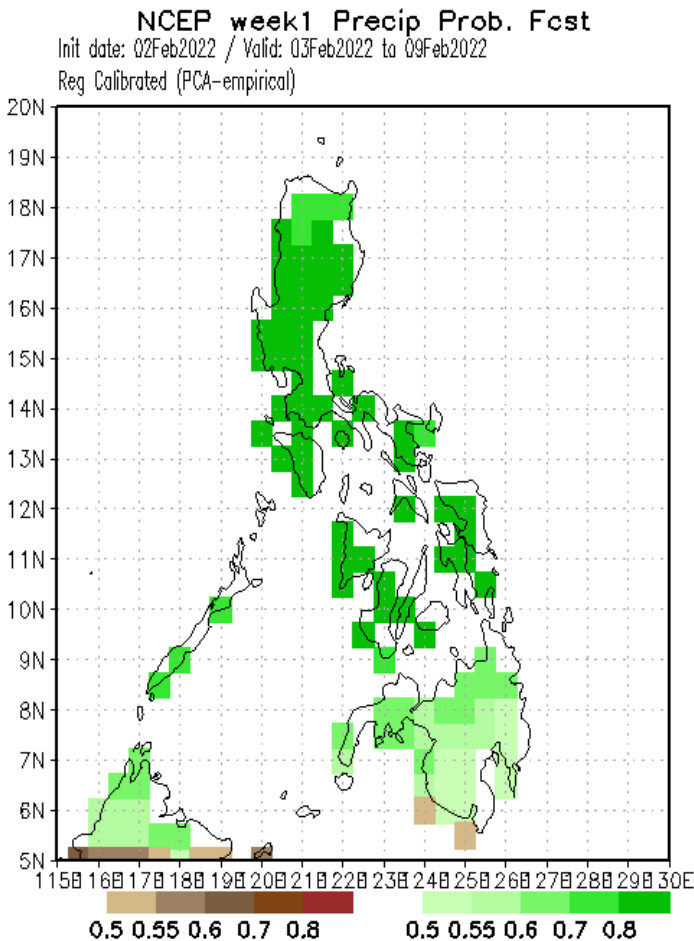 NCEP week1 Precip Prob. Fcst
Init date: 02Feb2022 / Valid: 03Feb2022 to 09Feb2022
Reg Calibrated (PCA-empirical)
20N
19N
18N
17N
16N
15N
14N
13N
12N
11N
10N
9N
8N
7N
6N
5N
0.5 0.55 0.6 0.7 0.8 0.5 0.55 0.6 0.7 0.8